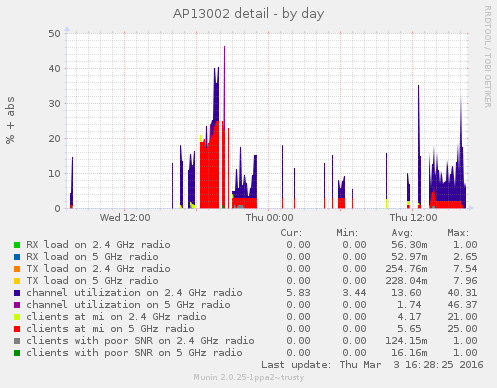 AP13002 detail - by day
RRDTOOL / TOBI OETIKER
% + abs
50
40
30
20
10
0
Wed 12:00 Thu 00:00 Thu 12:00
Cur: Min: Avg: Max:
RX load on 2.4 GHz radio 0.00 0.00 56.30m 1.00
RX load on 5 GHz radio 0.00 0.00 52.97m 2.65
TX load on 2.4 GHz radio 0.00 0.00 254.76m 7.54
TX load on 5 GHz radio 0.00 0.00 228.04m 7.96
channel utilization on 2.4 GHz radio 5.83 3.44 13.60 40.31
channel utilization on 5 GHz radio 0.00 0.00 1.74 46.37
clients at mi on 2.4 GHz radio 0.00 0.00 4.17 21.00
clients at mi on 5 GHz radio 0.00 0.00 5.65 25.00
clients with poor SNR on 2.4 GHz radio 0.00 0.00 124.15m 1.00
clients with poor SNR on 5 GHz radio 0.00 0.00 16.16m 1.00
Last update: Thu Mar 3 16:28:25 2016
Munin 2.0.25-1ppa2~trusty